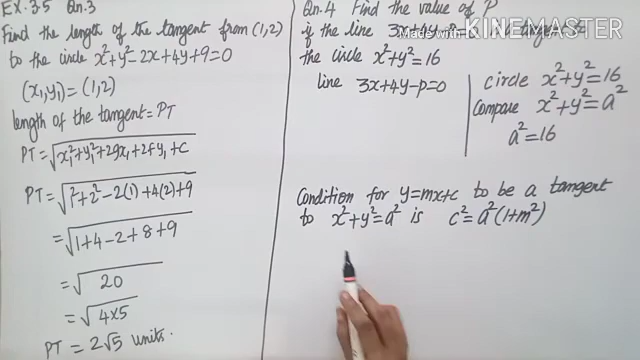 Ex.3.5 Qn.3
Find the length of the tangent from (1,2)
to the circle x²+y²-2x+4y+9=0
(x₁,y₁) = (1,2)
length of the tangent = PT
PT = √x₁²+y₁²+2gx₁+2fy₁+c
PT = √1²+2²-2(1)+4(2)+9
= √1+4-2+8+9
= √20
= √4×5
PT = 2√5 units.
Qn.4 Find the value of P
if the line 3x+4y-P tangent to
Made with KINEMASTER
the circle x²+y²=16
line 3x+4y-P=0
circle x²+y²=16
Compare x²+y²=a²
a²=16
Condition for y=mx+c to be a tangent
to x²+y²=a² is c²=a²(1+m²)